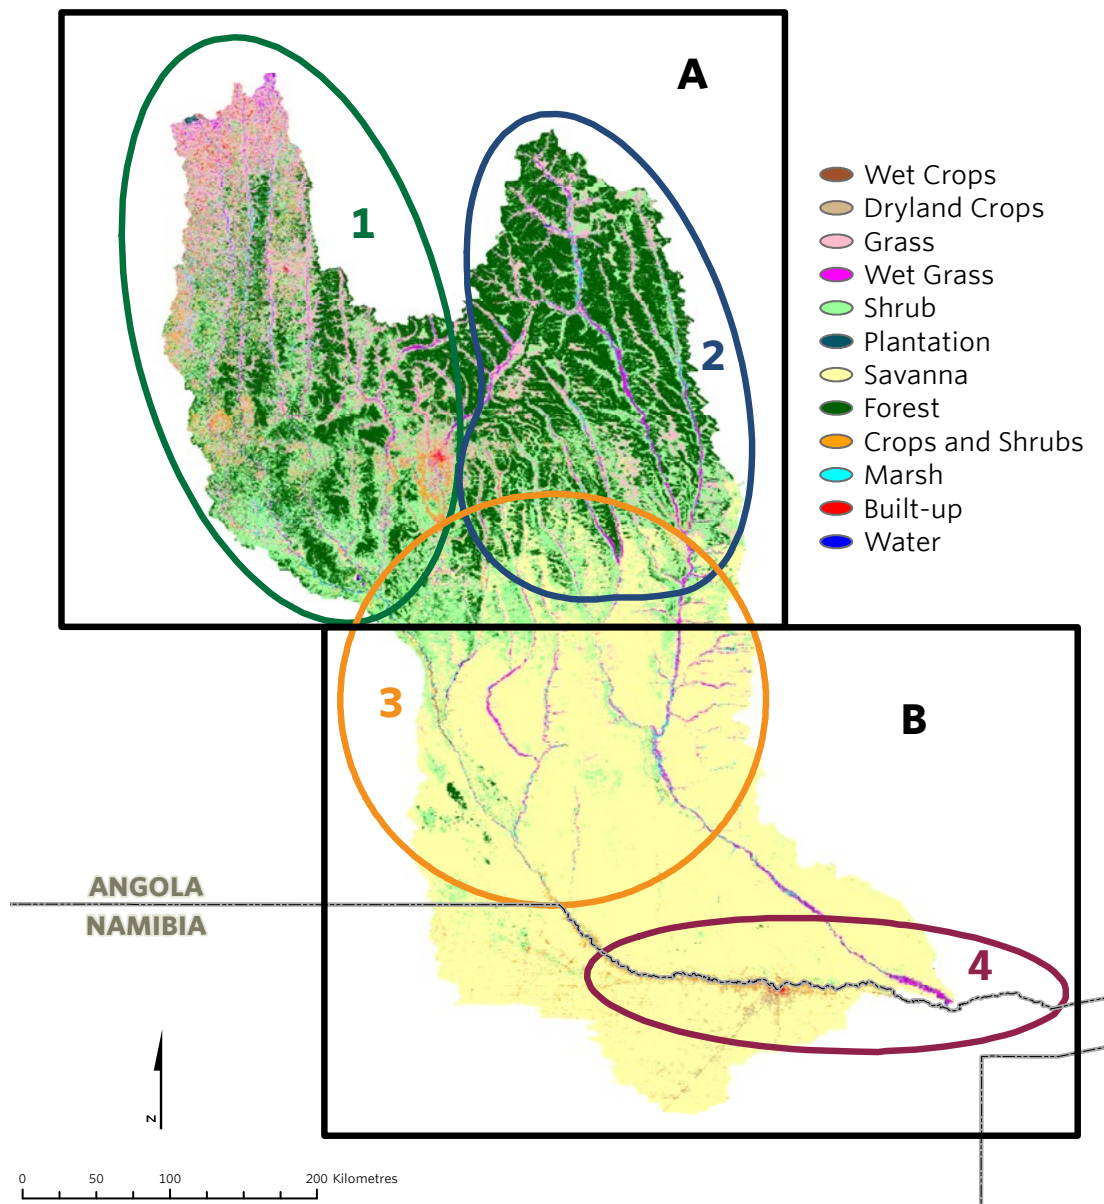 A
1
2
Wet Crops
Dryland Crops
Grass
Wet Grass
Shrub
Plantation
Savanna
Forest
Crops and Shrubs
Marsh
Built-up
Water
3
B
ANGOLA
NAMIBIA
4
z
0 50 100 200 Kilometres